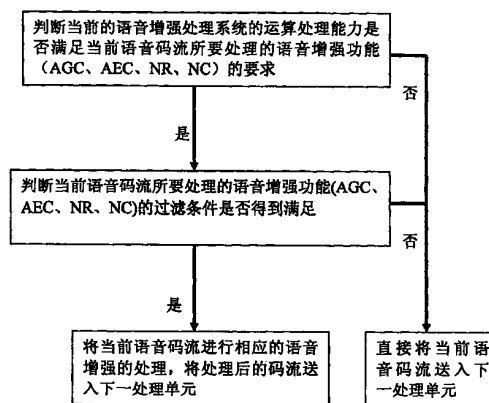 判断当前的语音增强处理系统的运算处理能力是
否满足当前语音码流所要处理的语音增强功能
（AGC、AEC、NR、NC）的要求
否
是
判断当前语音码流所要处理的语音增强功能(AGC、
AEC、NR、NC)的过滤条件是否得到满足
否
是
将当前语音码流进行相应的语音
增强的处理，将处理后的码流送
入下一处理单元
直接将当前语
音码流送入下
一处理单元